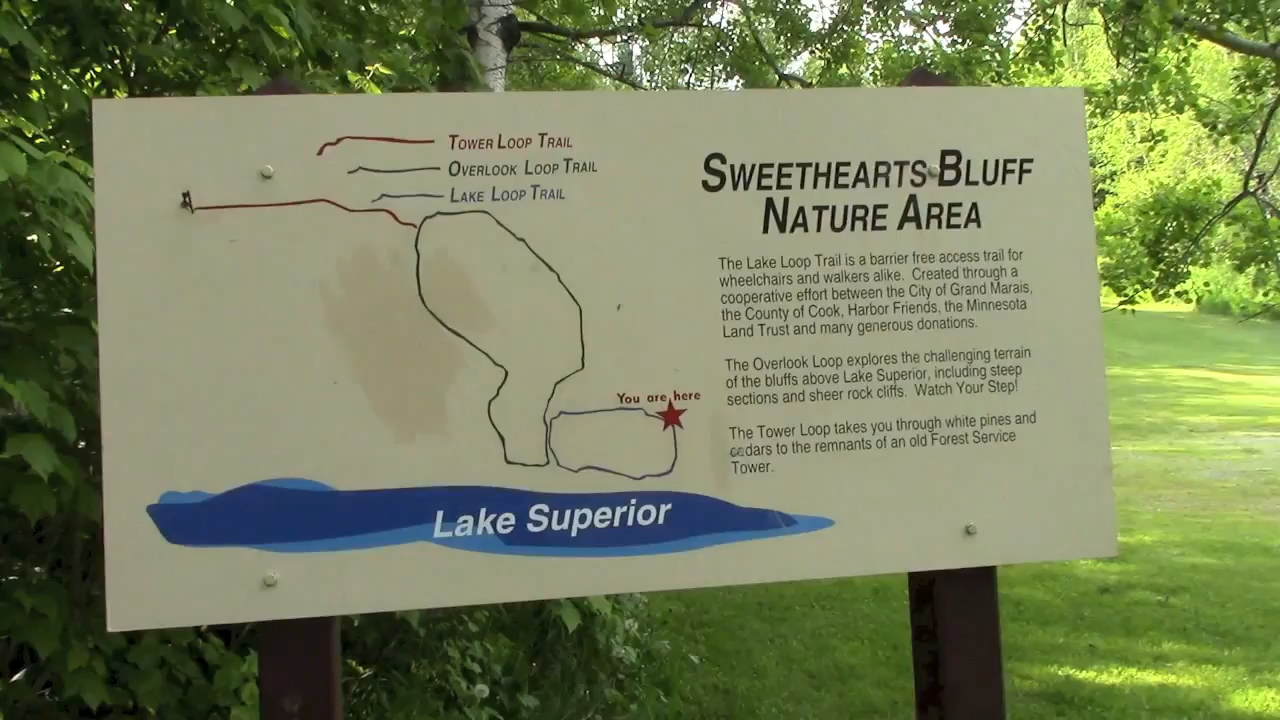 TOWER LOOP TRAIL
OVERLOOK LOOP TRAIL
LAKE LOOP TRAIL
You are here
Lake Superior
SWEETHEARTS BLUFF
NATURE AREA
The Lake Loop Trail is a barrier free access trail for
wheelchairs and walkers alike. Created through a
cooperative effort between the City of Grand Marais,
the County of Cook, Harbor Friends, the Minnesota
Land Trust and many generous donations.
The Overlook Loop explores the challenging terrain
of the bluffs above Lake Superior, including steep
sections and sheer rock cliffs. Watch Your Step!
The Tower Loop takes you through white pines and
cedars to the remnants of an old Forest Service
Tower.